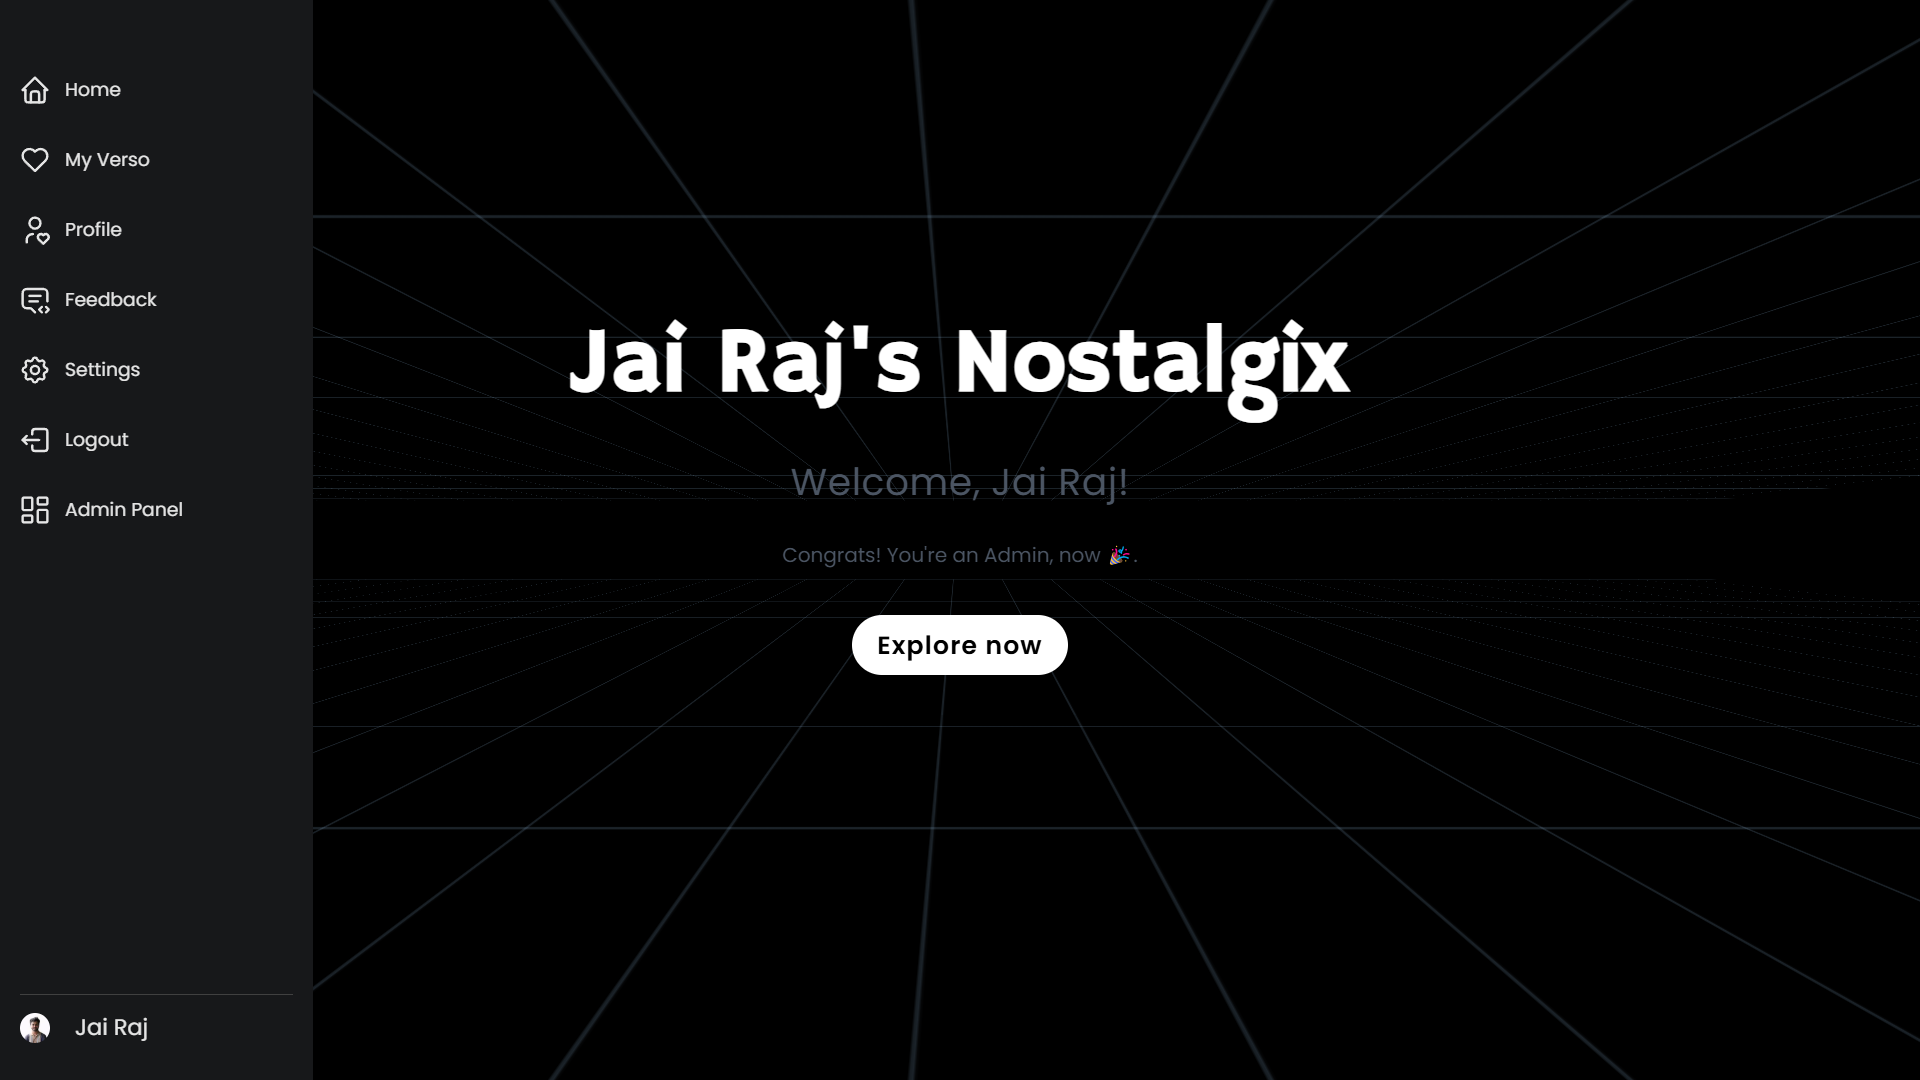 Home
My Verso
Profile
Feedback
Settings
Logout
Admin Panel
Jai Raj
Jai Raj's Nostalgix
Welcome, Jai Raj!
Congrats! You're an Admin, now 🎉.
Explore now